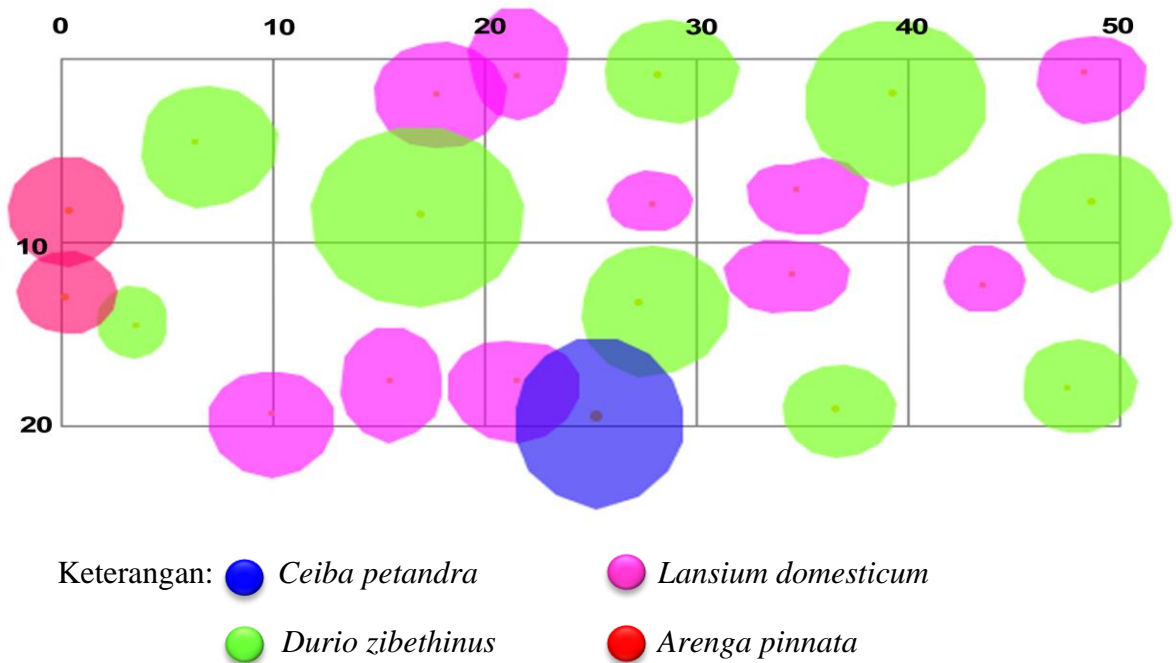 0 10 20 30 40 50
10
20
Keterangan: Ceiba petandra Lansium domesticum
Durio zibethinus Arenga pinnata